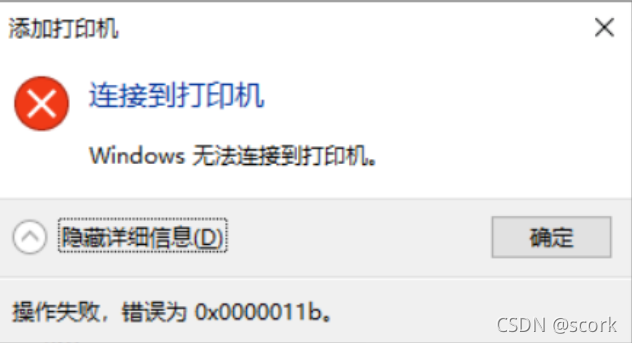 添加打印机
连接到打印机
Windows 无法连接到打印机。
隐藏详细信息(D)
确定
操作失败，错误为 0x0000011b。
CSDN @scork